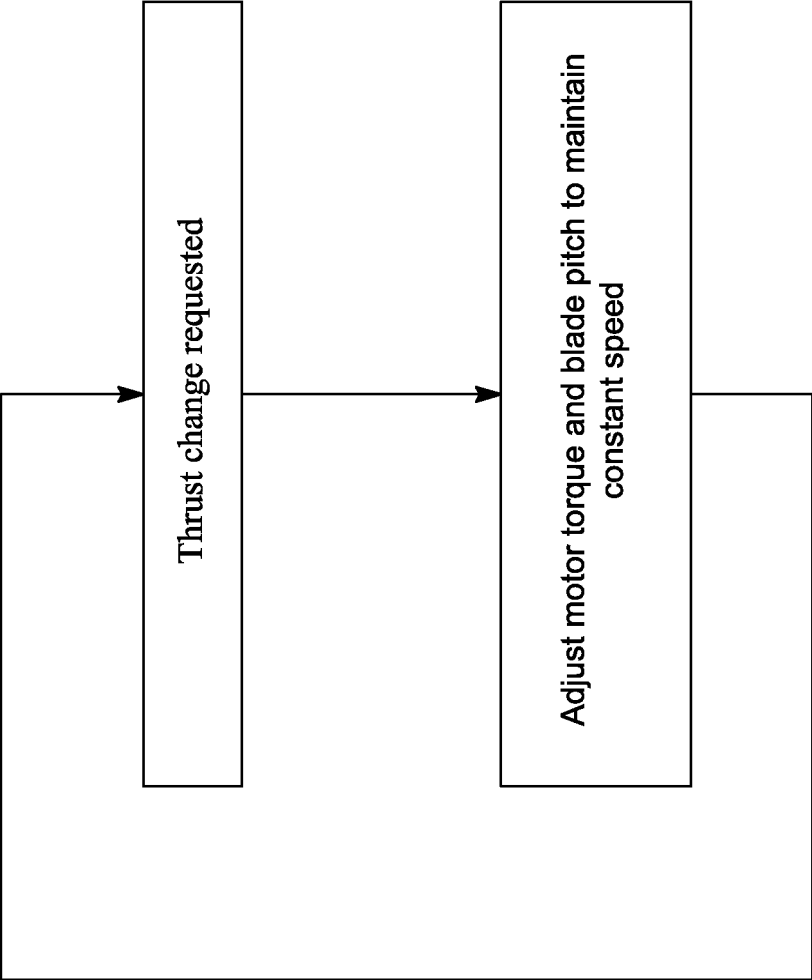 Thrust change requested
Adjust motor torque and blade pitch to maintain
constant speed